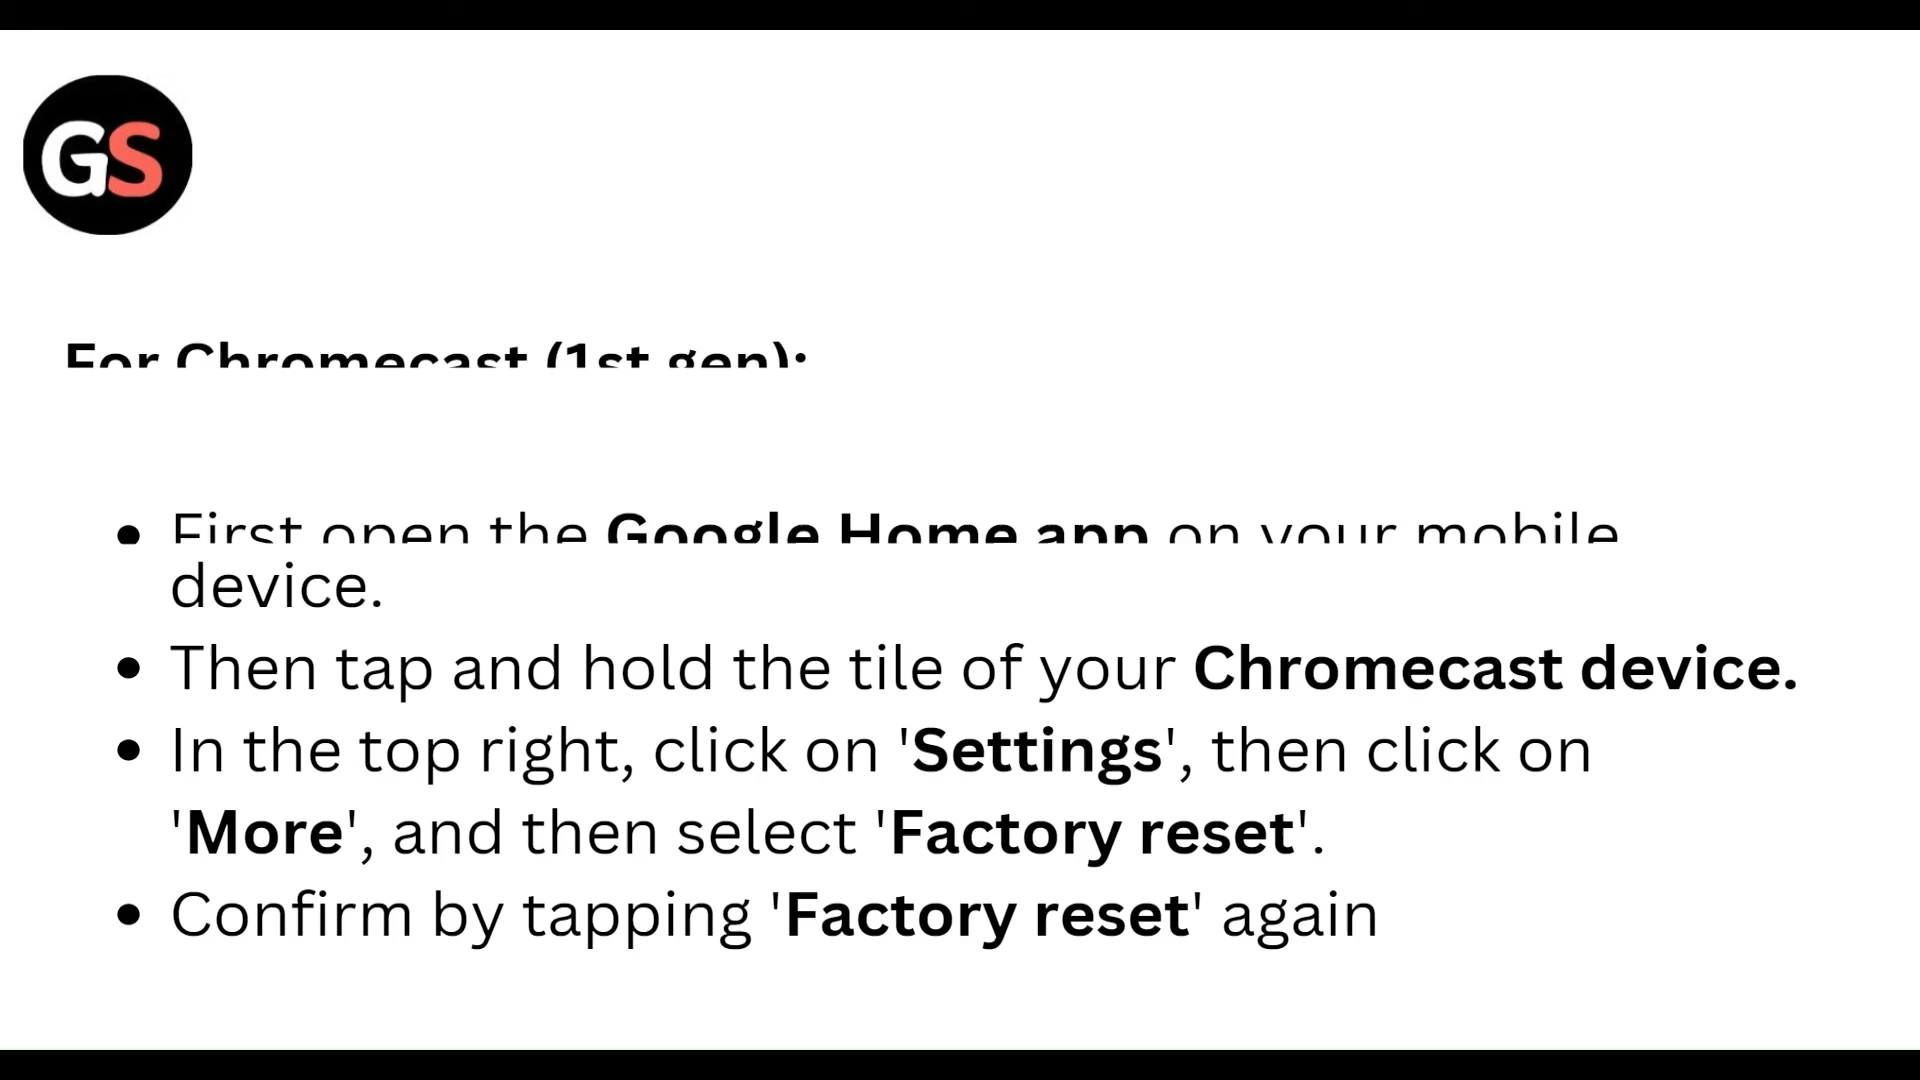 GS
For Chromecast (1st gen):
• First open the Google Home app on your mobile
device.
• Then tap and hold the tile of your Chromecast device.
• In the top right, click on 'Settings', then click on
'More', and then select 'Factory reset'.
• Confirm by tapping 'Factory reset' again